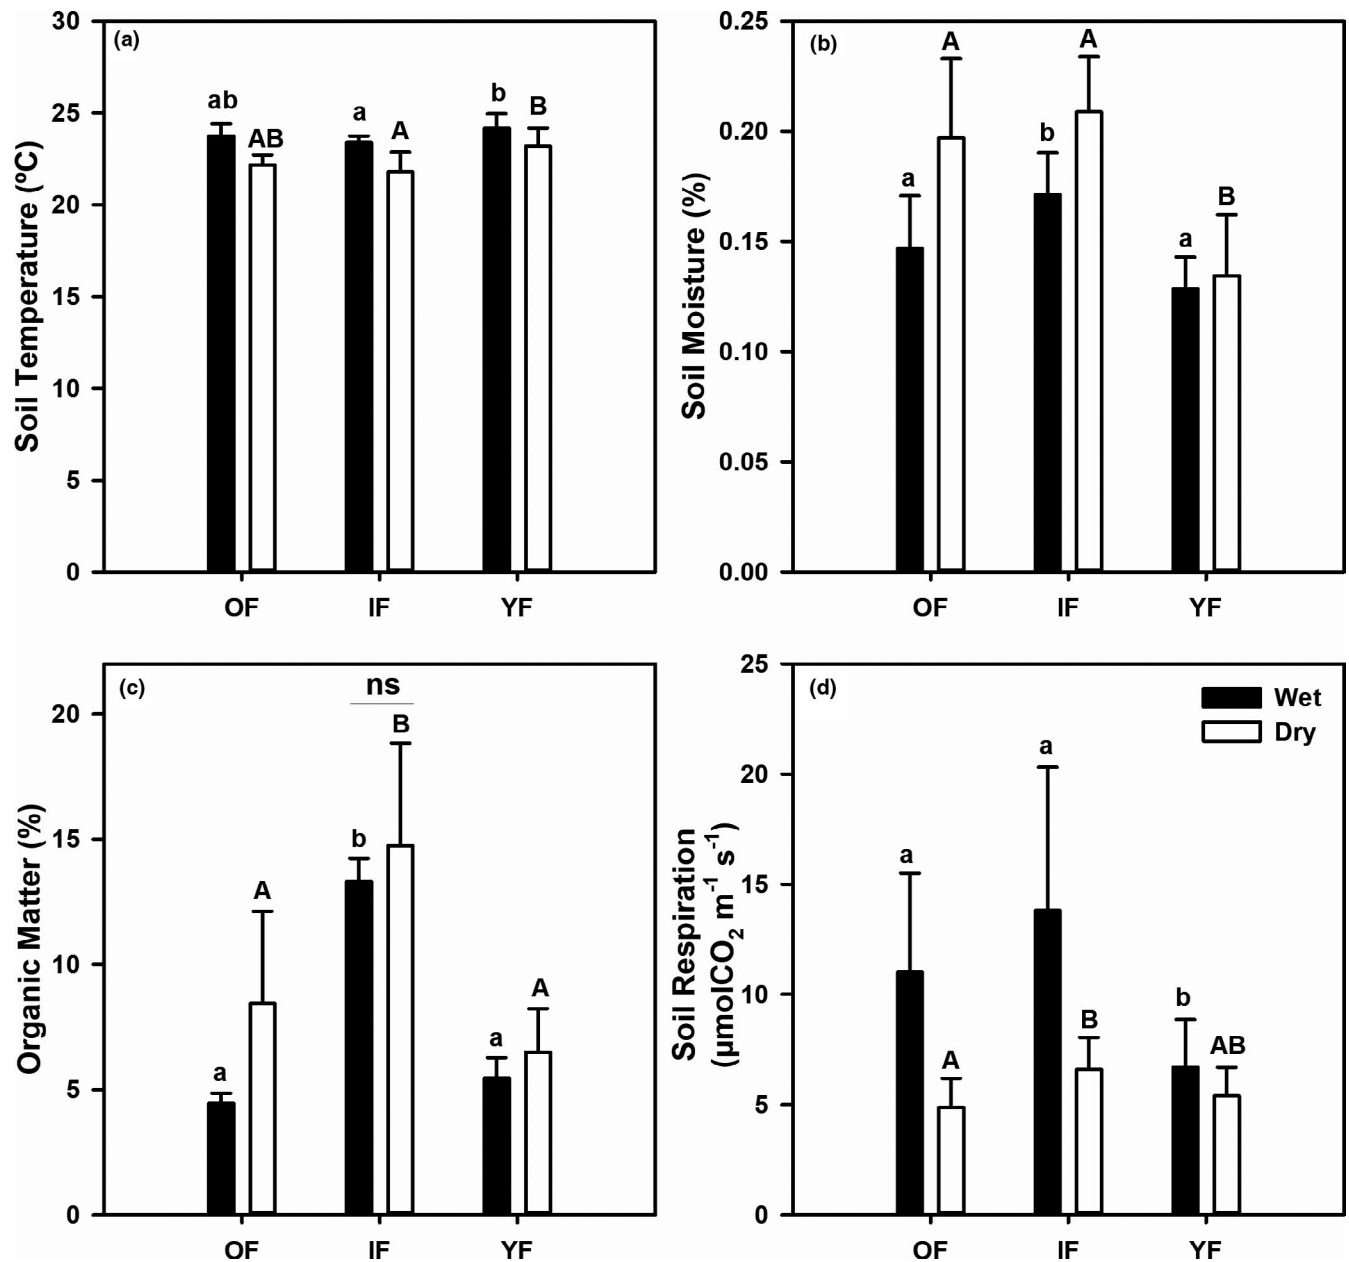 (a)
30
25
20
15
10
5
0
Soil Temperature (ºC)
ab
AB
a
A
b
B
OF IF YF
(b)
0.25
0.20
0.15
0.10
0.05
0.00
Soil Moisture (%)
a
A
b
A
a
B
OF IF YF
(c)
20
15
10
5
0
Organic Matter (%)
ns
a
A
b
B
a
A
OF IF YF
(d)
25
20
15
10
5
0
Soil Respiration
(µmolCO₂ m⁻¹ s⁻¹)
Wet
Dry
a
A
a
B
b
AB
OF IF YF